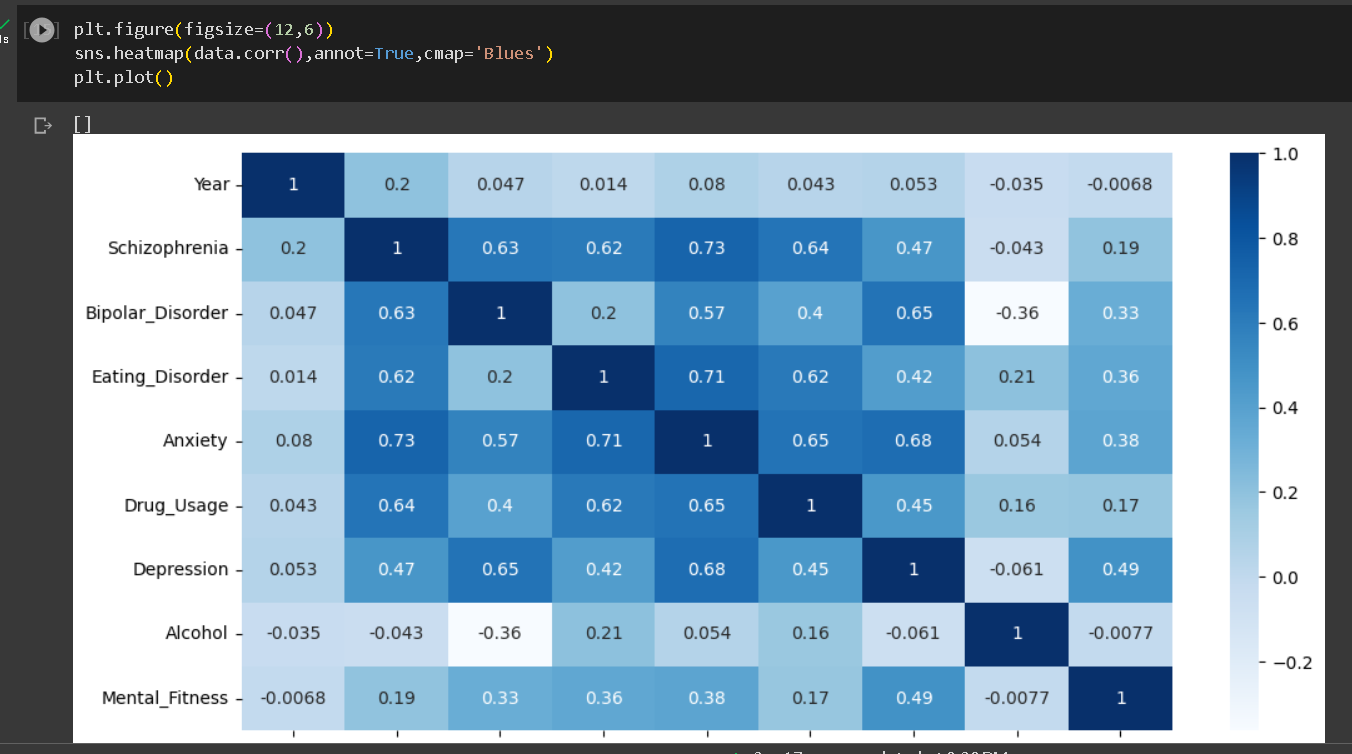 plt.figure(figsize=(12,6))
sns.heatmap(data.corr(),annot=True,cmap='Blues')
plt.plot()
[]
Year 1 0.2 0.047 0.014 0.08 0.043 0.053 -0.035 -0.0068
Schizophrenia 0.2 1 0.63 0.62 0.73 0.64 0.47 -0.043 0.19
Bipolar_Disorder 0.047 0.63 1 0.2 0.57 0.4 0.65 -0.36 0.33
Eating_Disorder 0.014 0.62 0.2 1 0.71 0.62 0.42 0.21 0.36
Anxiety 0.08 0.73 0.57 0.71 1 0.65 0.68 0.054 0.38
Drug_Usage 0.043 0.64 0.4 0.62 0.65 1 0.45 0.16 0.17
Depression 0.053 0.47 0.65 0.42 0.68 0.45 1 -0.061 0.49
Alcohol -0.035 -0.043 -0.36 0.21 0.054 0.16 -0.061 1 -0.0077
Mental_Fitness -0.0068 0.19 0.33 0.36 0.38 0.17 0.49 -0.0077 1
1.0
0.8
0.6
0.4
0.2
0.0
−0.2